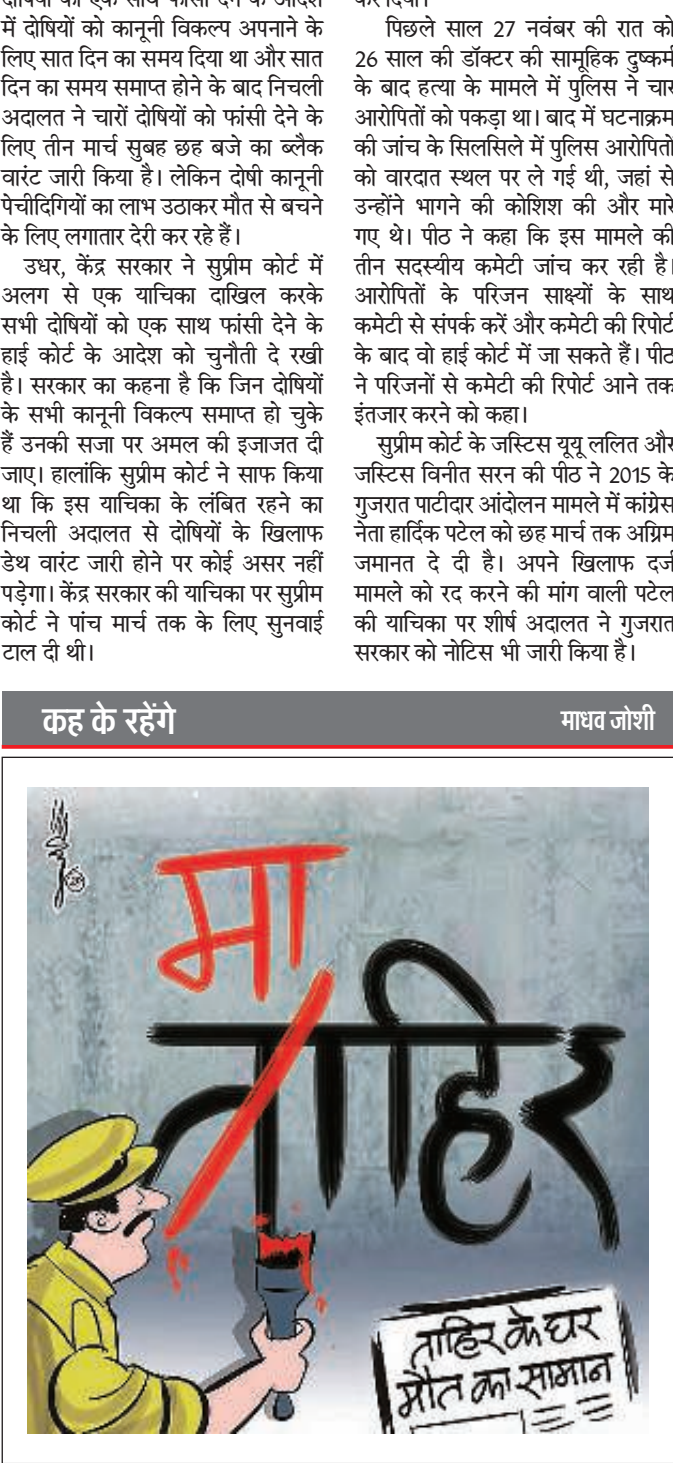 दोषियों को एक साथ फांसी देने के आदेश
में दोषियों को कानूनी विकल्प अपनाने के
लिए सात दिन का समय दिया था और सात
दिन का समय समाप्त होने के बाद निचली
अदालत ने चारों दोषियों को फांसी देने के
लिए तीन मार्च सुबह छह बजे का ब्लैक
वारंट जारी किया है। लेकिन दोषी कानूनी
पेचीदिगियों का लाभ उठाकर मौत से बचने
के लिए लगातार देरी कर रहे हैं।
उधर, केंद्र सरकार ने सुप्रीम कोर्ट में
अलग से एक याचिका दाखिल करके
सभी दोषियों को एक साथ फांसी देने के
हाई कोर्ट के आदेश को चुनौती दे रखी
है। सरकार का कहना है कि जिन दोषियों
के सभी कानूनी विकल्प समाप्त हो चुके
हैं उनकी सजा पर अमल की इजाजत दी
जाए। हालांकि सुप्रीम कोर्ट ने साफ किया
था कि इस याचिका के लंबित रहने का
निचली अदालत से दोषियों के खिलाफ
डेथ वारंट जारी होने पर कोई असर नहीं
पड़ेगा। केंद्र सरकार की याचिका पर सुप्रीम
कोर्ट ने पांच मार्च तक के लिए सुनवाई
टाल दी थी।
कर दिया।
पिछले साल 27 नवंबर की रात को
26 साल की डॉक्टर की सामूहिक दुष्कर्म
के बाद हत्या के मामले में पुलिस ने चार
आरोपितों को पकड़ा था। बाद में घटनाक्रम
की जांच के सिलसिले में पुलिस आरोपितों
को वारदात स्थल पर ले गई थी, जहां से
उन्होंने भागने की कोशिश की और मारे
गए थे। पीठ ने कहा कि इस मामले की
तीन सदस्यीय कमेटी जांच कर रही है।
आरोपितों के परिजन साक्ष्यों के साथ
कमेटी से संपर्क करें और कमेटी की रिपोर्ट
के बाद वो हाई कोर्ट में जा सकते हैं। पीठ
ने परिजनों से कमेटी की रिपोर्ट आने तक
इंतजार करने को कहा।
सुप्रीम कोर्ट के जस्टिस यूयू ललित और
जस्टिस विनीत सरन की पीठ ने 2015 के
गुजरात पाटीदार आंदोलन मामले में कांग्रेस
नेता हार्दिक पटेल को छह मार्च तक अग्रिम
जमानत दे दी है। अपने खिलाफ दर्ज
मामले को रद करने की मांग वाली पटेल
की याचिका पर शीर्ष अदालत ने गुजरात
सरकार को नोटिस भी जारी किया है।
कह के रहेंगे
माधव जोशी
मा
ताहिर
ताहिर के घर
मौत का सामान